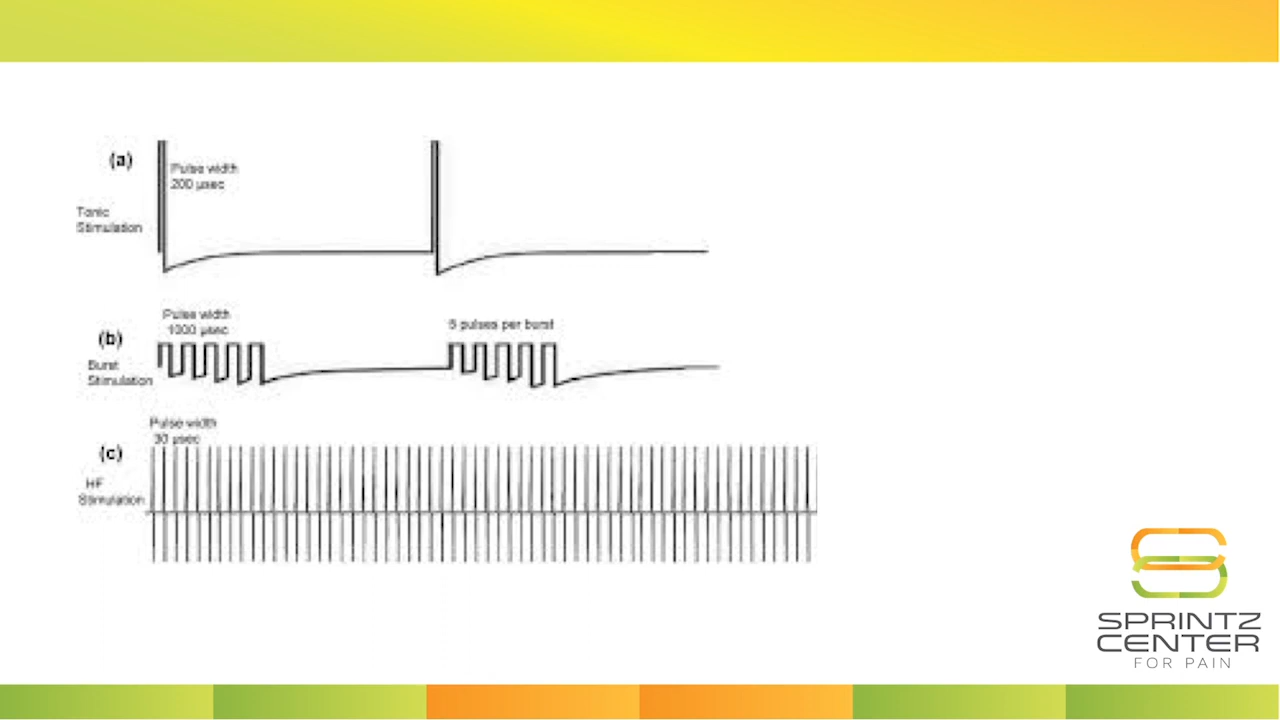 (a)
Pulse width
200 µsec
Tonic
Stimulation
Pulse width
1000 µsec
5 pulses per burst
(b)
Burst
Stimulation
Pulse width
30 µsec
(c)
HF
Stimulation
SPRINTZ
CENTER
FOR PAIN